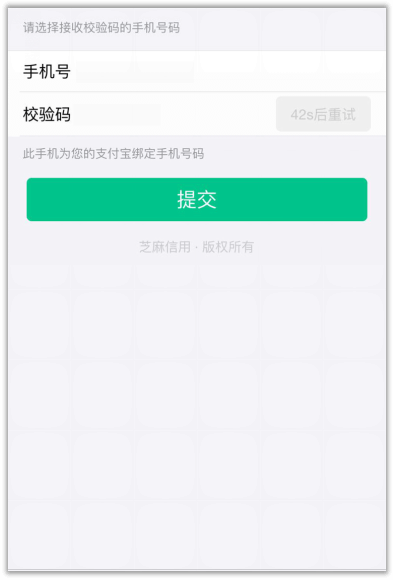 请选择接收校验码的手机号码
手机号
校验码
42s后重试
此手机为您的支付宝绑定手机号码
提交
芝麻信用 · 版权所有